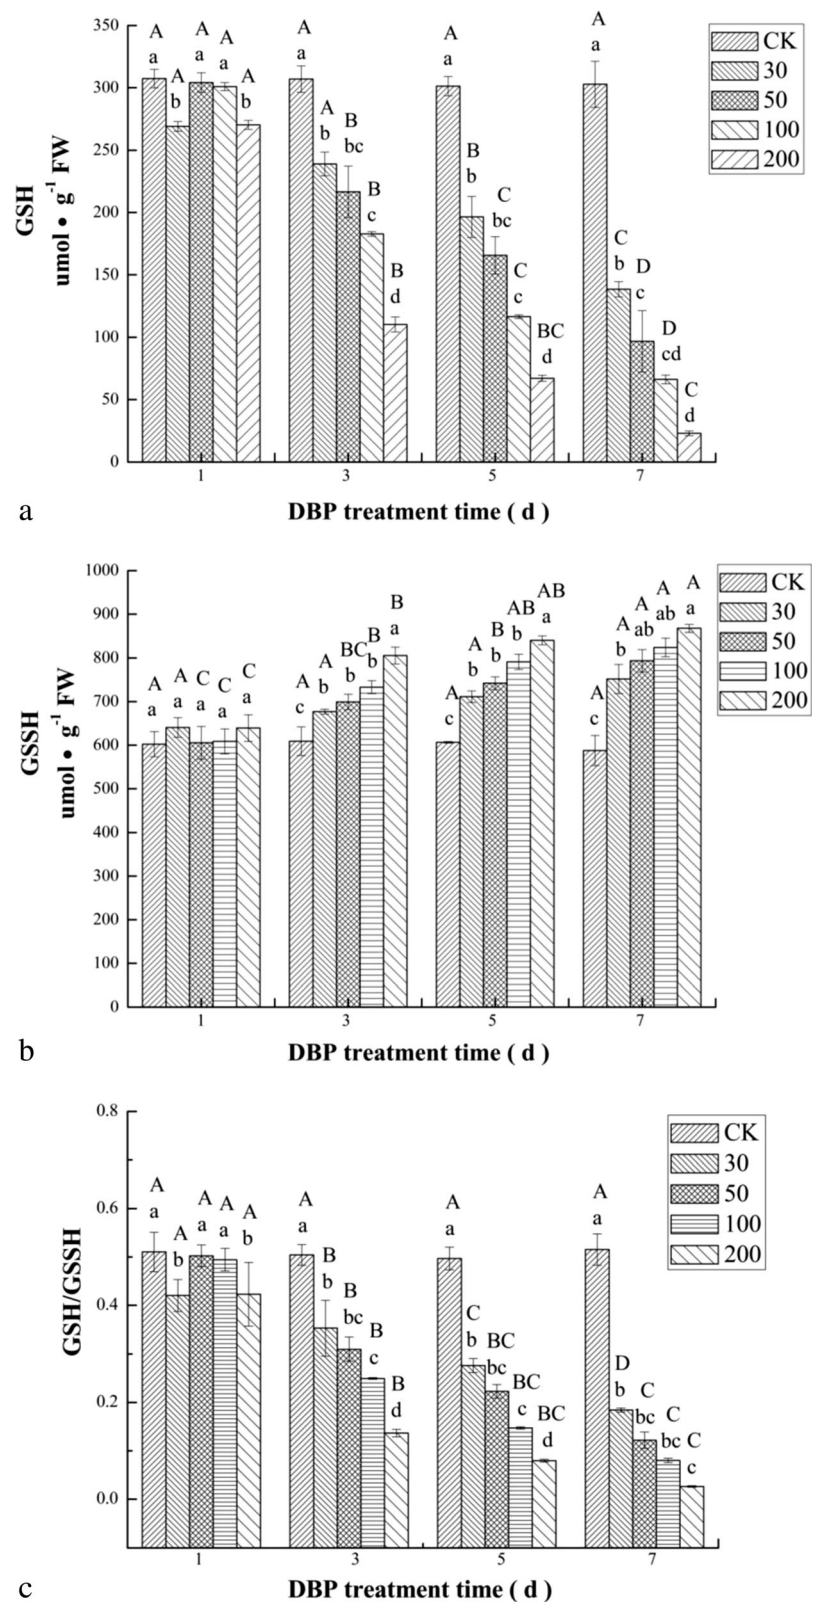 350
300
250
200
150
100
50
0
GSH
umol • g⁻¹ FW
A A A A A
a b a a b
A A B B B
a b bc c d
A B C C BC
a b bc c d
A C D D C
a b c cd d
CK
30
50
100
200
1 3 5 7
DBP treatment time ( d )
a
1000
900
800
700
600
500
400
300
200
100
0
GSSH
umol • g⁻¹ FW
A A C C C
a a a a a
A A BC B B
c b b b a
A A B AB AB
c b b b a
A A A A A
c b ab ab a
CK
30
50
100
200
1 3 5 7
DBP treatment time ( d )
b
0.8
0.6
0.4
0.2
0.0
GSH/GSSH
A A A A A
a b a a b
A B B B B
a b bc c d
A C BC BC BC
a b bc c d
A D C C C
a b bc bc c
CK
30
50
100
200
1 3 5 7
DBP treatment time ( d )
c